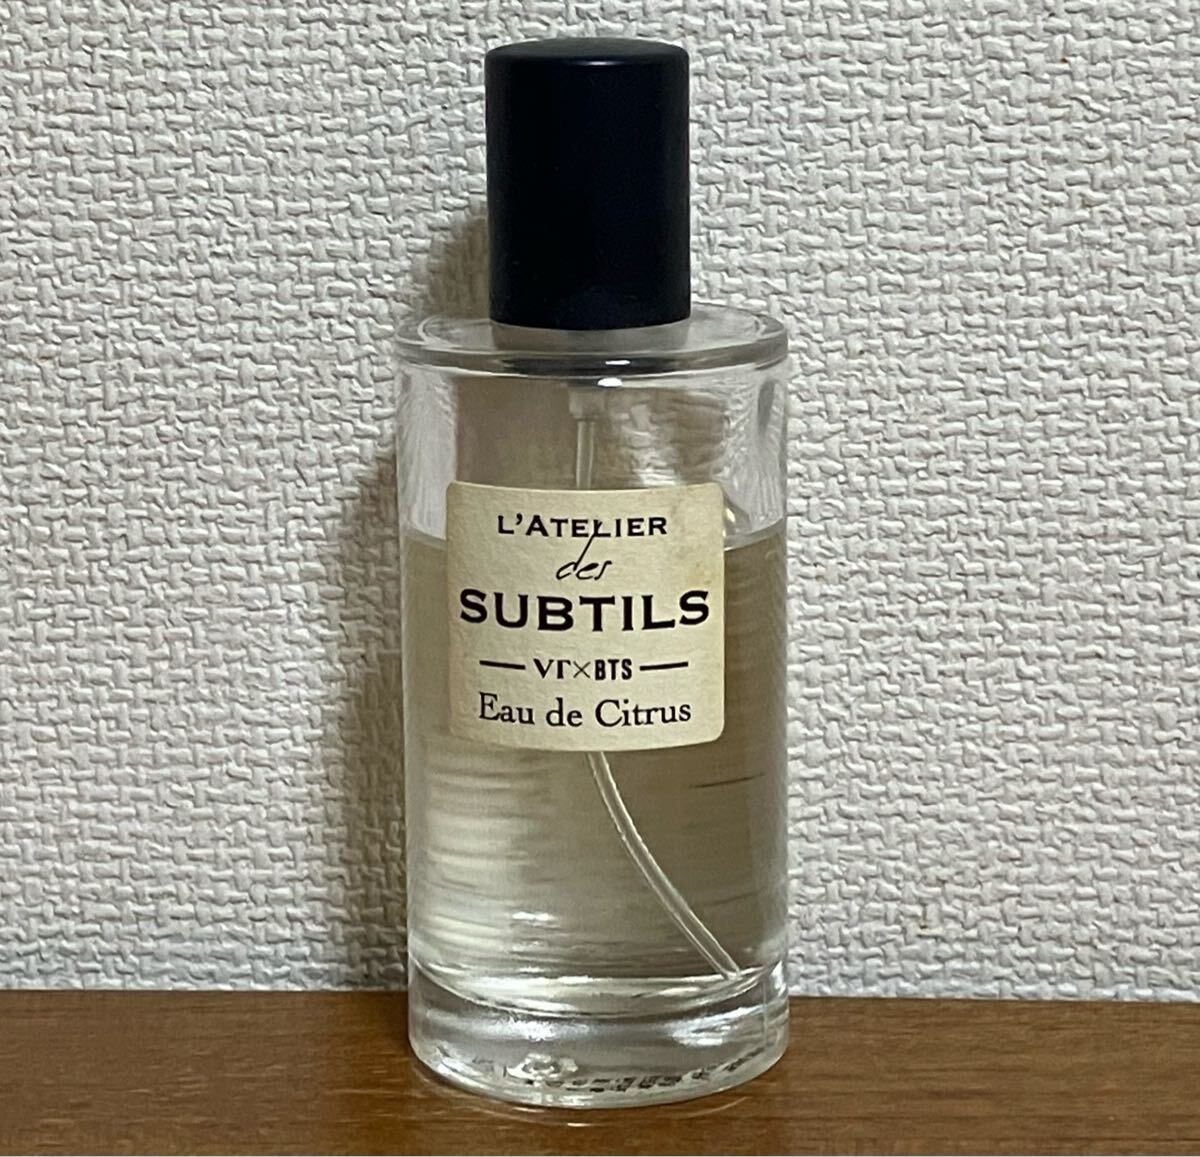 L'ATELIER
des
SUBTILS
VT×BTS
Eau de Citrus